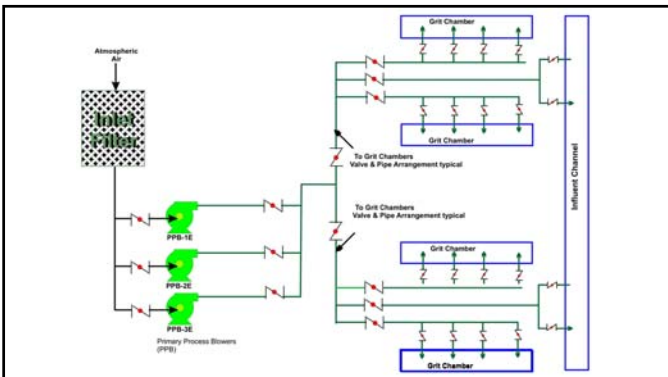 Grit Chamber
Atmospheric
Air
Inlet
Filter
Grit Chamber
To Grit Chambers
Valve & Pipe Arrangement typical
Influent Channel
To Grit Chambers
Valve & Pipe Arrangement typical
PPB-1E
Grit Chamber
PPB-2E
PPB-3E
Primary Process Blowers
(PPB)
Grit Chamber